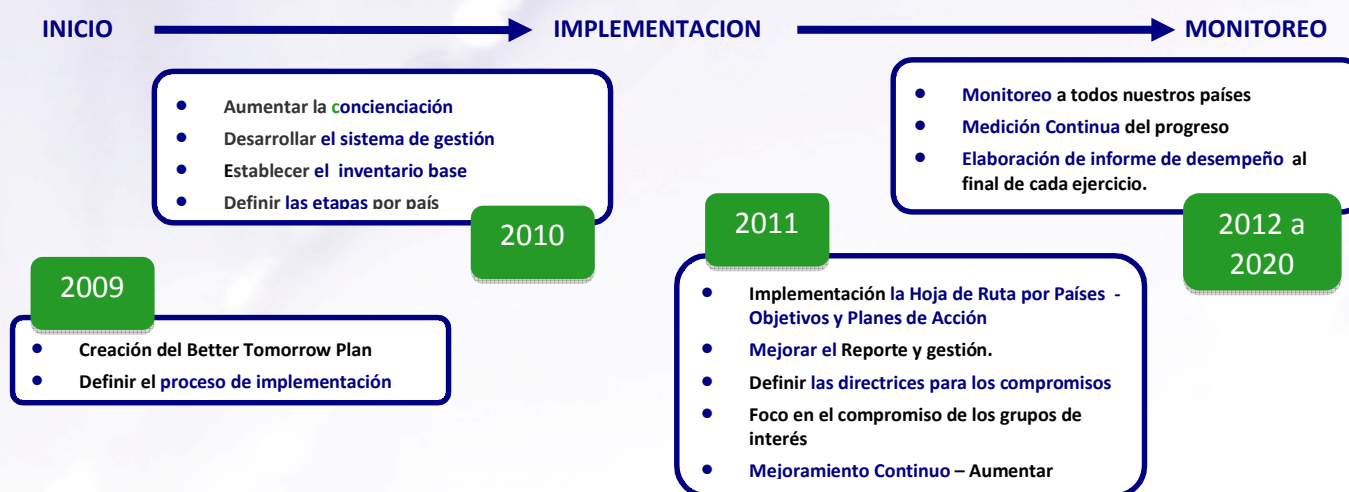 INICIO
IMPLEMENTACION
MONITOREO
Aumentar la concienciación
Desarrollar el sistema de gestión
Establecer el inventario base
Definir las etapas por país
2010
2009
Creación del Better Tomorrow Plan
Definir el proceso de implementación
Monitoreo a todos nuestros países
Medición Continua del progreso
Elaboración de informe de desempeño al
final de cada ejercicio.
2012 a
2020
2011
Implementación la Hoja de Ruta por Países -
Objetivos y Planes de Acción
Mejorar el Reporte y gestión.
Definir las directrices para los compromisos
Foco en el compromiso de los grupos de
interés
Mejoramiento Continuo – Aumentar